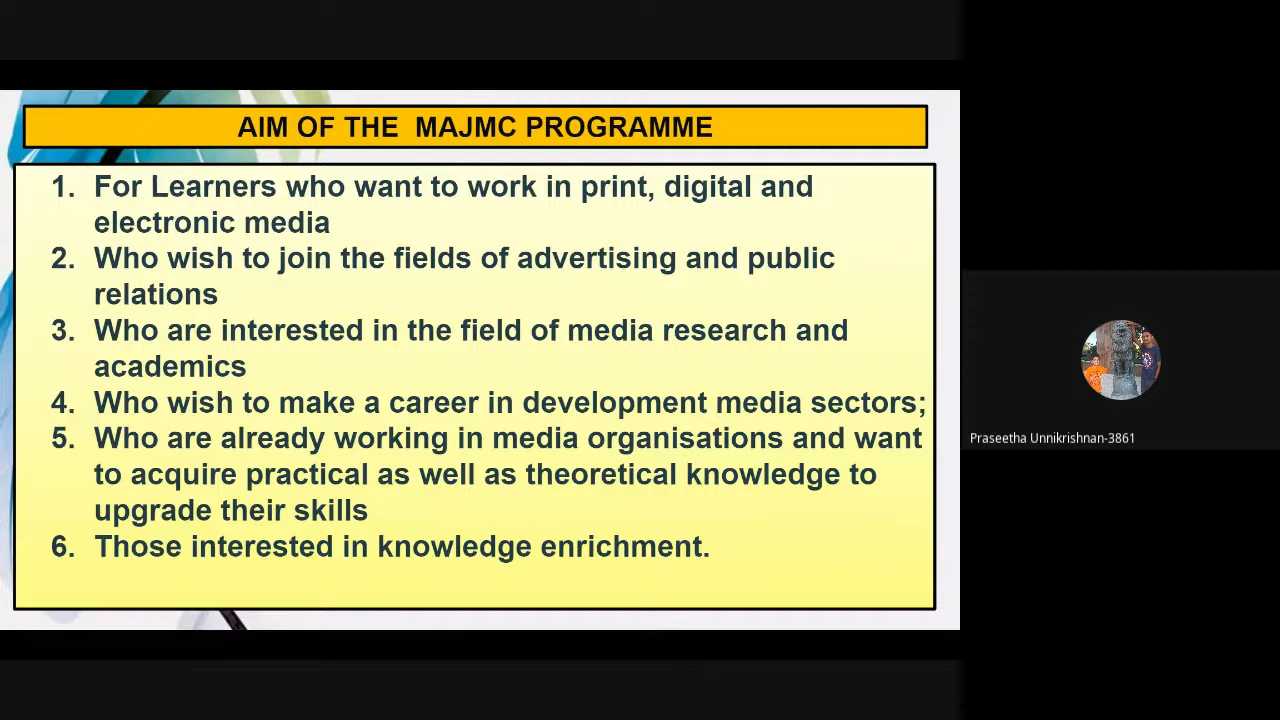 AIM OF THE MAJMC PROGRAMME
1. For Learners who want to work in print, digital and
electronic media
2. Who wish to join the fields of advertising and public
relations
3. Who are interested in the field of media research and
academics
4. Who wish to make a career in development media sectors;
5. Who are already working in media organisations and want
to acquire practical as well as theoretical knowledge to
upgrade their skills
6. Those interested in knowledge enrichment.
Praseetha Unnikrishnan-3861